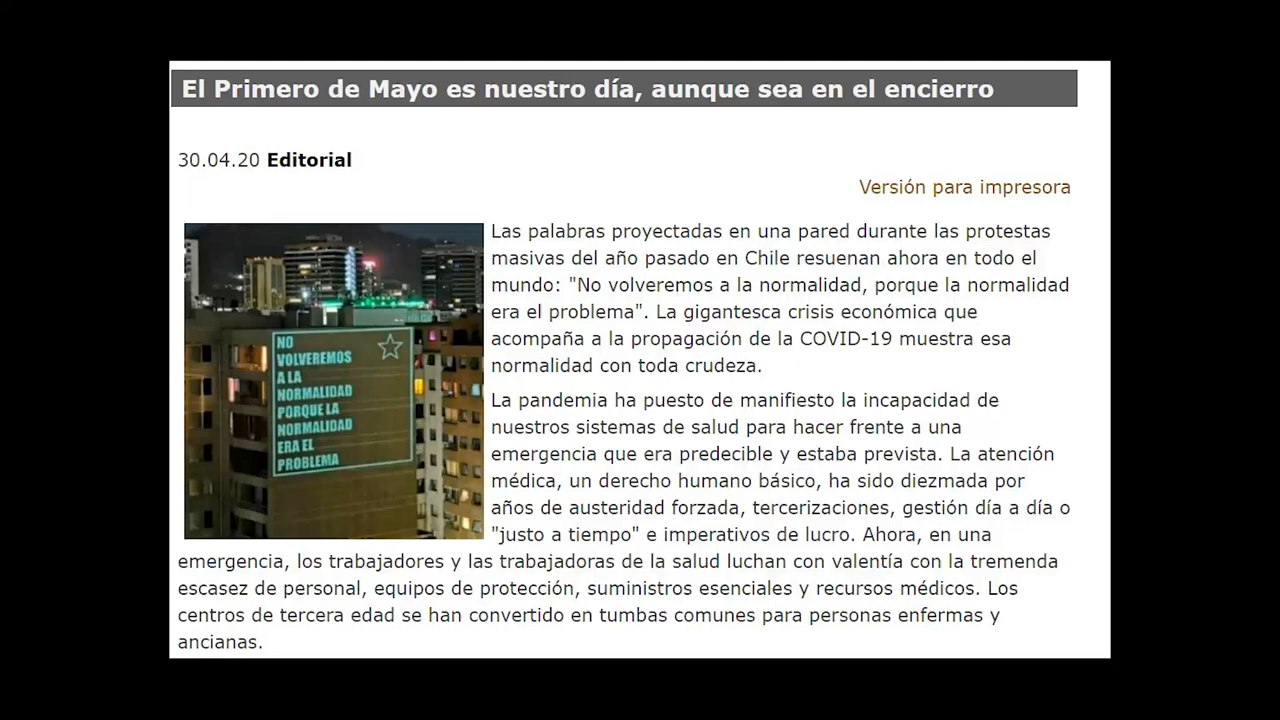 El Primero de Mayo es nuestro día, aunque sea en el encierro
30.04.20 Editorial
Versión para impresora
NO
VOLVEREMOS
A LA
NORMALIDAD
PORQUE LA
NORMALIDAD
ERA EL
PROBLEMA
Las palabras proyectadas en una pared durante las protestas
masivas del año pasado en Chile resuenan ahora en todo el
mundo: "No volveremos a la normalidad, porque la normalidad
era el problema". La gigantesca crisis económica que
acompaña a la propagación de la COVID-19 muestra esa
normalidad con toda crudeza.
La pandemia ha puesto de manifiesto la incapacidad de
nuestros sistemas de salud para hacer frente a una
emergencia que era predecible y estaba prevista. La atención
médica, un derecho humano básico, ha sido diezmada por
años de austeridad forzada, tercerizaciones, gestión día a día o
"justo a tiempo" e imperativos de lucro. Ahora, en una
emergencia, los trabajadores y las trabajadoras de la salud luchan con valentía con la tremenda
escasez de personal, equipos de protección, suministros esenciales y recursos médicos. Los
centros de tercera edad se han convertido en tumbas comunes para personas enfermas y
ancianas.